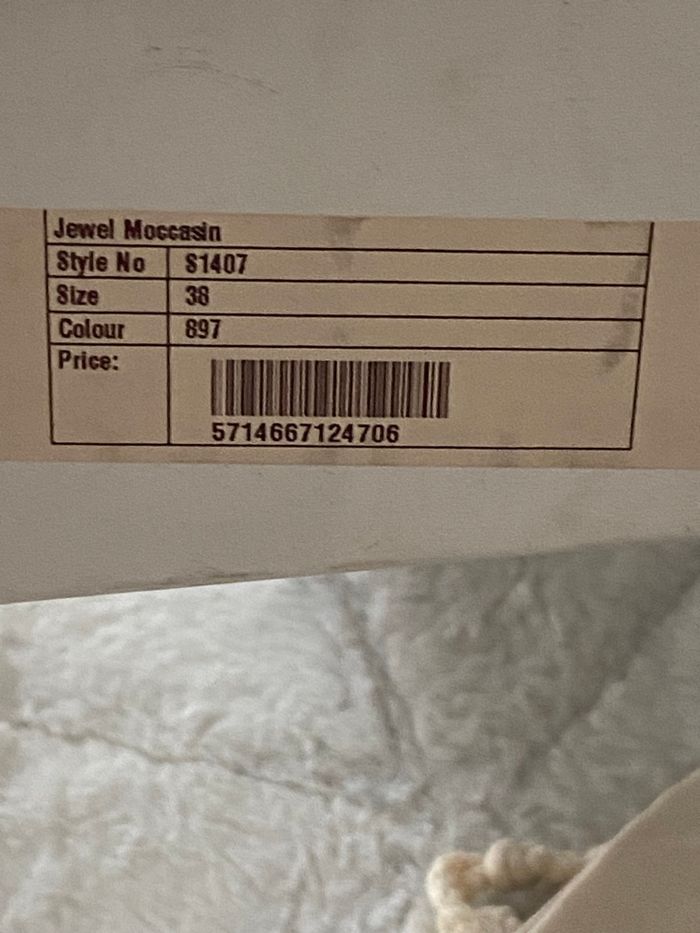 Jewel Moccasin
Style No S1407
Size 38
Colour 897
Price:
5714667124706